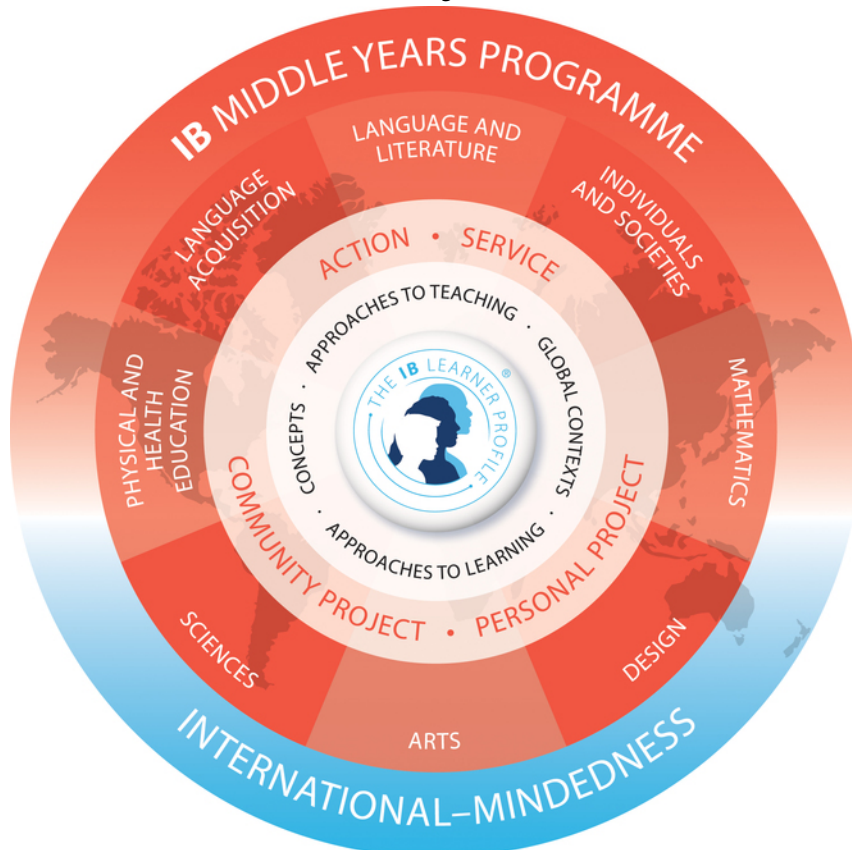 IB MIDDLE YEARS PROGRAMME
LANGUAGE AND
LITERATURE
INDIVIDUALS
AND SOCIETIES
MATHEMATICS
DESIGN
ARTS
SCIENCES
PHYSICAL AND
HEALTH
EDUCATION
LANGUAGE
ACQUISITION
ACTION • SERVICE
PERSONAL PROJECT
•
COMMUNITY PROJECT
APPROACHES TO TEACHING ·
GLOBAL CONTEXTS ·
APPROACHES TO LEARNING ·
CONCEPTS ·
THE IB LEARNER PROFILE ®
INTERNATIONAL–MINDEDNESS